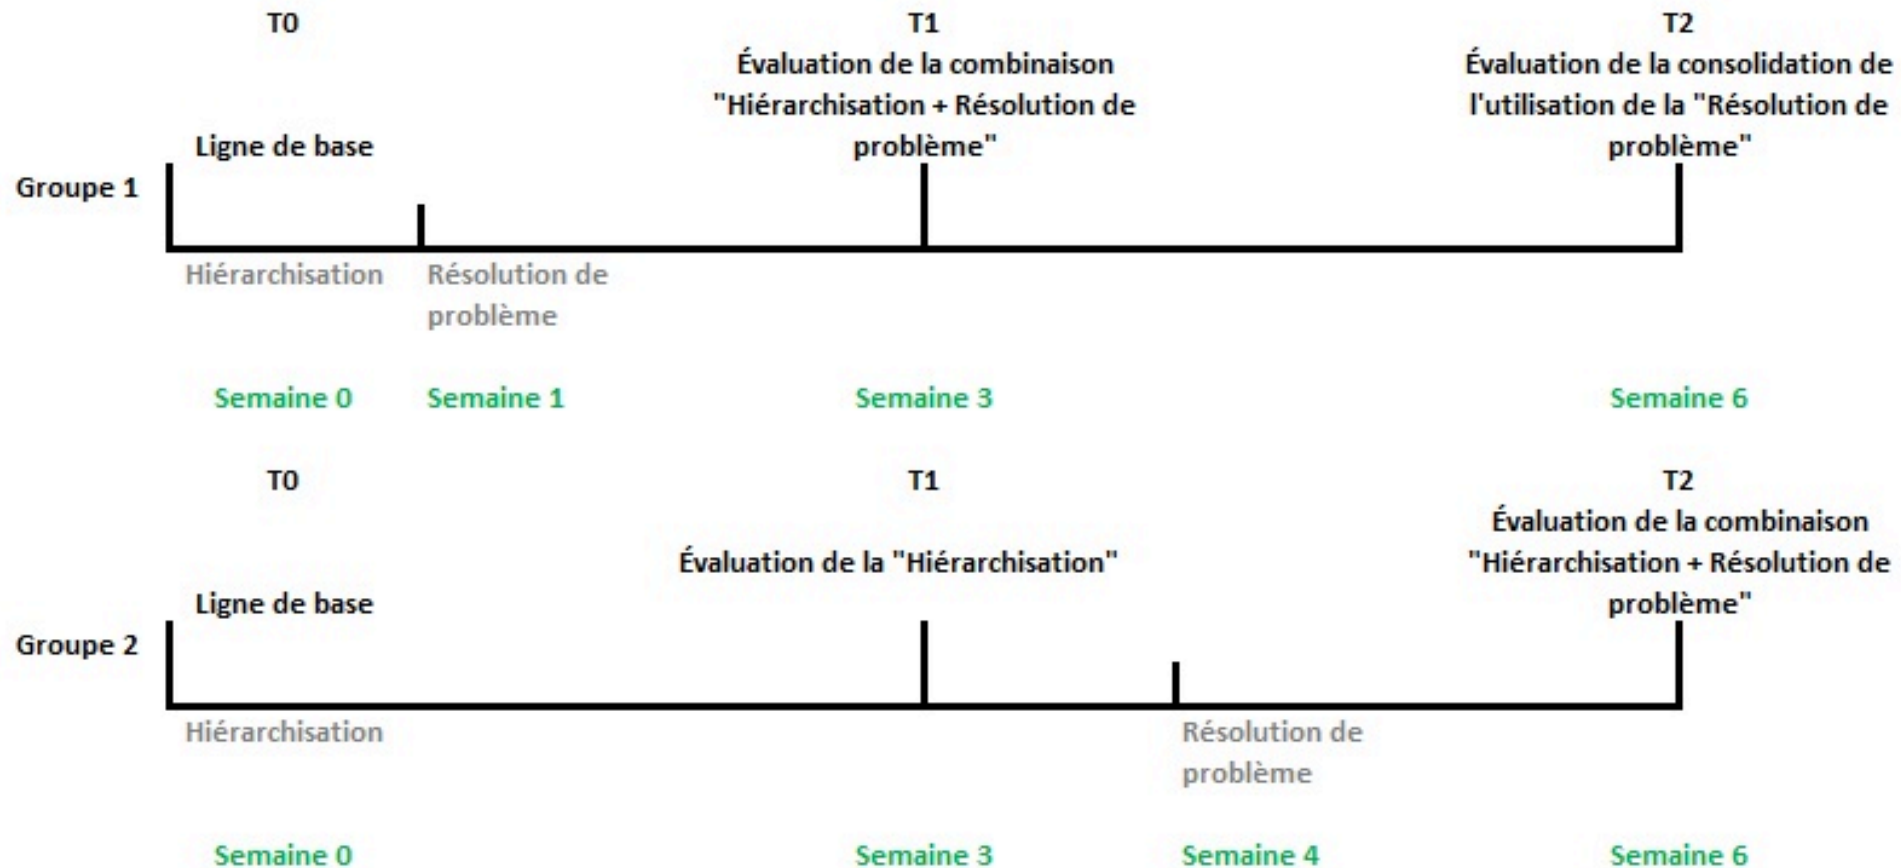 T0
T1
T2
Évaluation de la combinaison
Évaluation de la consolidation de
"Hiérarchisation + Résolution de
l'utilisation de la "Résolution de
Ligne de base
problème"
problème"
Groupe 1
Hiérarchisation
Résolution de
problème
Semaine 0
Semaine 1
Semaine 3
Semaine 6
T0
T1
T2
Évaluation de la combinaison
Évaluation de la "Hiérarchisation"
"Hiérarchisation + Résolution de
Ligne de base
problème"
Groupe 2
Hiérarchisation
Résolution de
problème
Semaine 0
Semaine 3
Semaine 4
Semaine 6